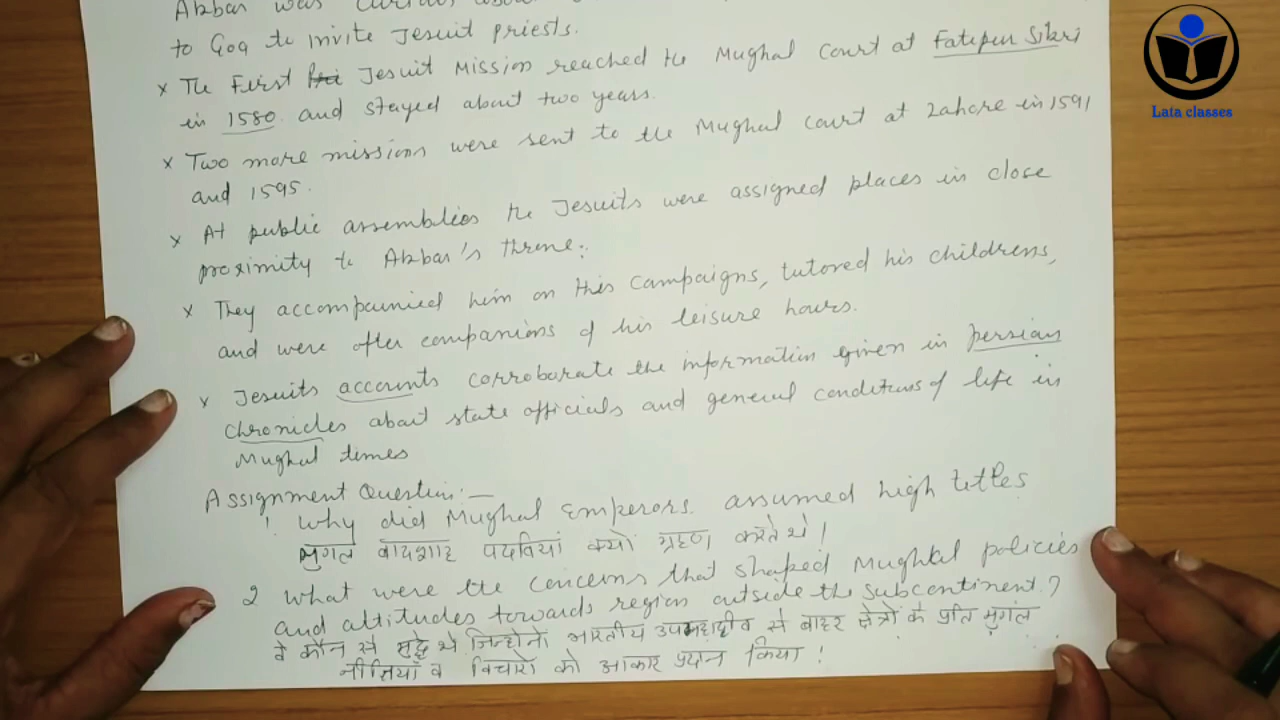 Akbar was curious about
to Goa to invite Jesuit priests.
x The First Jesuit Mission reached the Mughal Court at Fatepur Sikri
in 1580 and stayed about two years.
x Two more missions were sent to the Mughal court at Lahore in 1591
and 1595.
x At public assemblies the Jesuits were assigned places in close
proximity to Akbar's throne.
x They accompanied him on this campaigns, tutored his childrens,
and were often companions of his leisure hours.
x Jesuits accounts corroborate the information given in persian
chronicles about state officials and general conditions of life in
Mughal times
Assignment Question:-
1 Why did Mughal Emperors assumed high titles
मुगल बादशाह पदवियां क्यों ग्रहण करते थे।
2 What were the concerns that shaped Mughal policies
and attitudes towards region outside the subcontinent?
वे कौन से मुद्दे थे जिन्होनों भारतीय उपमहाद्वीव से बाहर क्षेत्रों के प्रति मुगल
नीतियाँ व विचारो को आकार प्रदान किया!
Lata classes